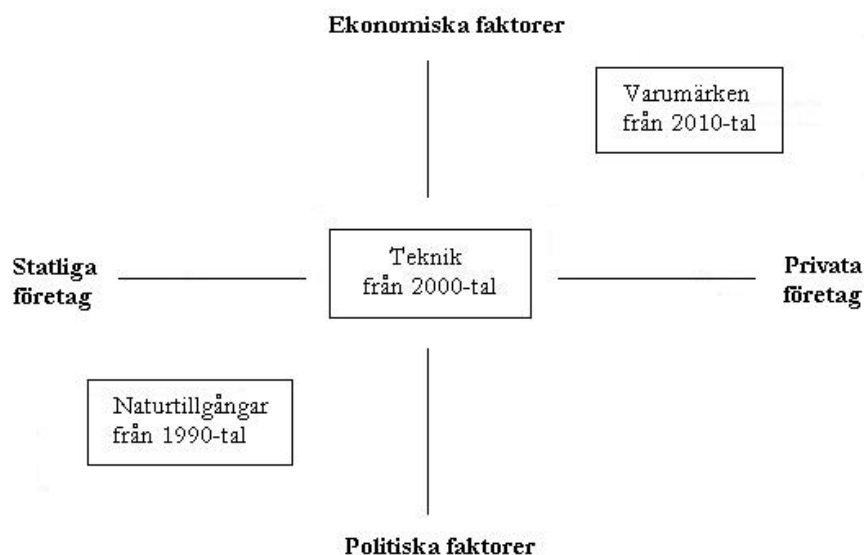 Ekonomiska faktorer
Varumärken
från 2010-tal
Statliga
företag
Teknik
från 2000-tal
Privata
företag
Naturtillgångar
från 1990-tal
Politiska faktorer